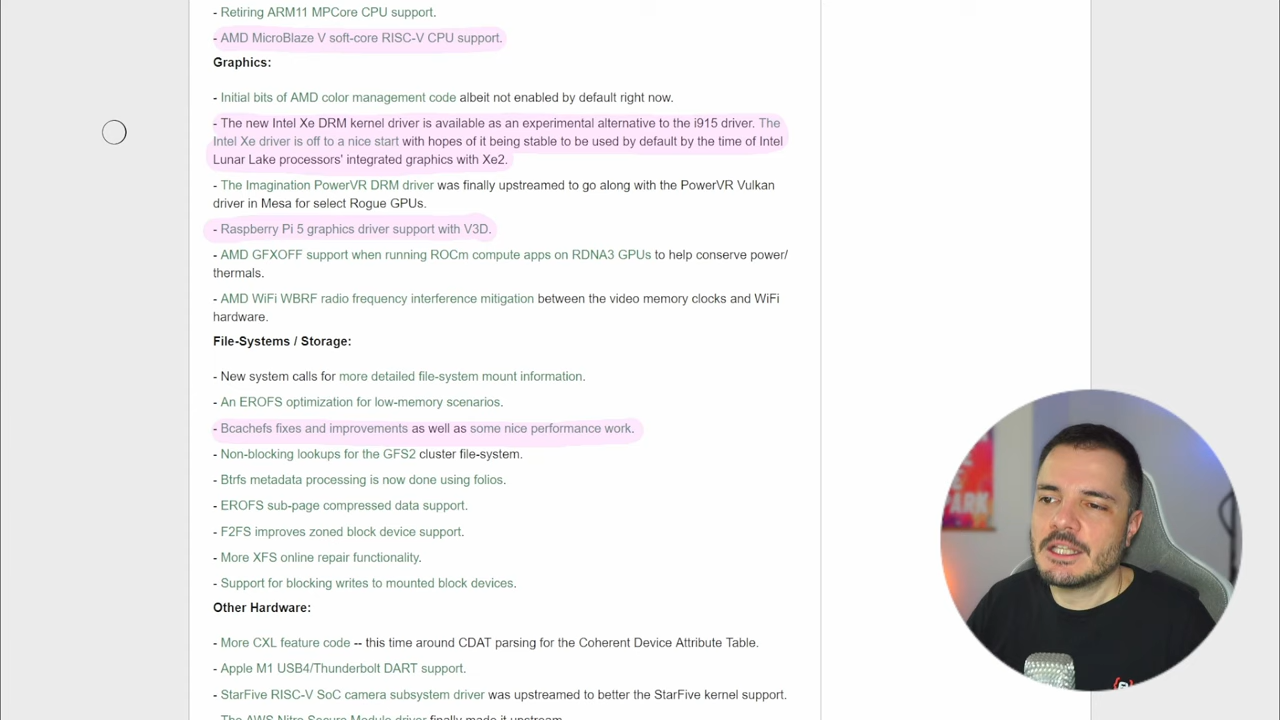 - Retiring ARM11 MPCore CPU support.
- AMD MicroBlaze V soft-core RISC-V CPU support.
Graphics:
- Initial bits of AMD color management code albeit not enabled by default right now.
- The new Intel Xe DRM kernel driver is available as an experimental alternative to the i915 driver. The
Intel Xe driver is off to a nice start with hopes of it being stable to be used by default by the time of Intel
Lunar Lake processors' integrated graphics with Xe2.
- The Imagination PowerVR DRM driver was finally upstreamed to go along with the PowerVR Vulkan
driver in Mesa for select Rogue GPUs.
- Raspberry Pi 5 graphics driver support with V3D.
- AMD GFXOFF support when running ROCm compute apps on RDNA3 GPUs to help conserve power/
thermals.
- AMD WiFi WBRF radio frequency interference mitigation between the video memory clocks and WiFi
hardware.
File-Systems / Storage:
- New system calls for more detailed file-system mount information.
- An EROFS optimization for low-memory scenarios.
- Bcachefs fixes and improvements as well as some nice performance work.
- Non-blocking lookups for the GFS2 cluster file-system.
- Btrfs metadata processing is now done using folios.
- EROFS sub-page compressed data support.
- F2FS improves zoned block device support.
- More XFS online repair functionality.
- Support for blocking writes to mounted block devices.
Other Hardware:
- More CXL feature code -- this time around CDAT parsing for the Coherent Device Attribute Table.
- Apple M1 USB4/Thunderbolt DART support.
- StarFive RISC-V SoC camera subsystem driver was upstreamed to better the StarFive kernel support.
- The AWS Nitro Secure Module driver finally made it upstream.